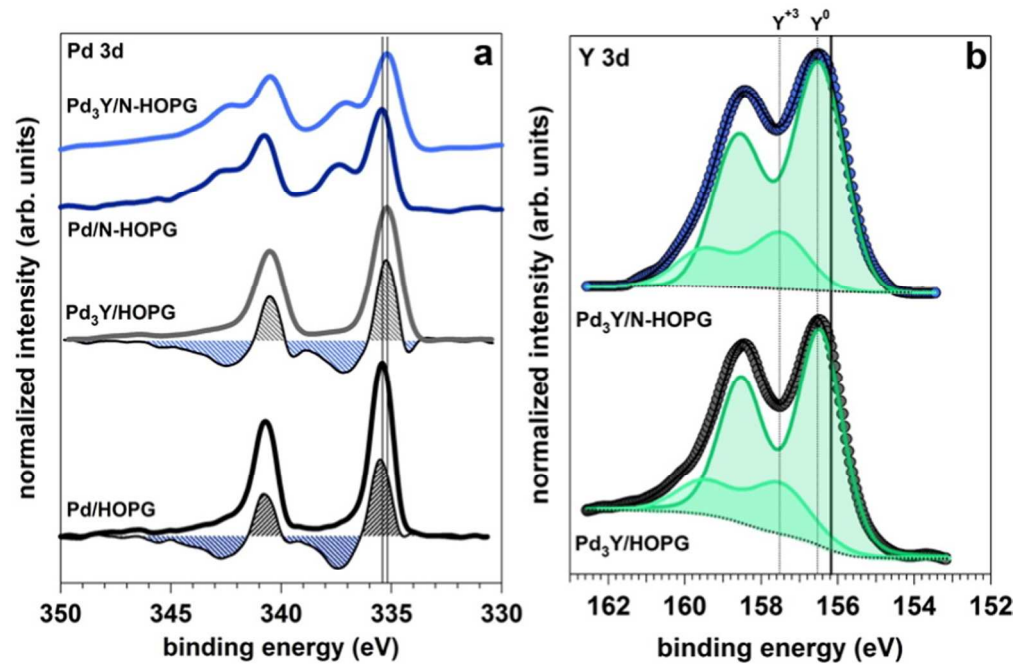 Pd 3d
a
Pd₃Y/N-HOPG
Pd/N-HOPG
Pd₃Y/HOPG
Pd/HOPG
normalized intensity (arb. units)
350 345 340 335 330
binding energy (eV)
Y⁺³ Y⁰
Y 3d
b
Pd₃Y/N-HOPG
Pd₃Y/HOPG
normalized intensity (arb. units)
162 160 158 156 154 152
binding energy (eV)